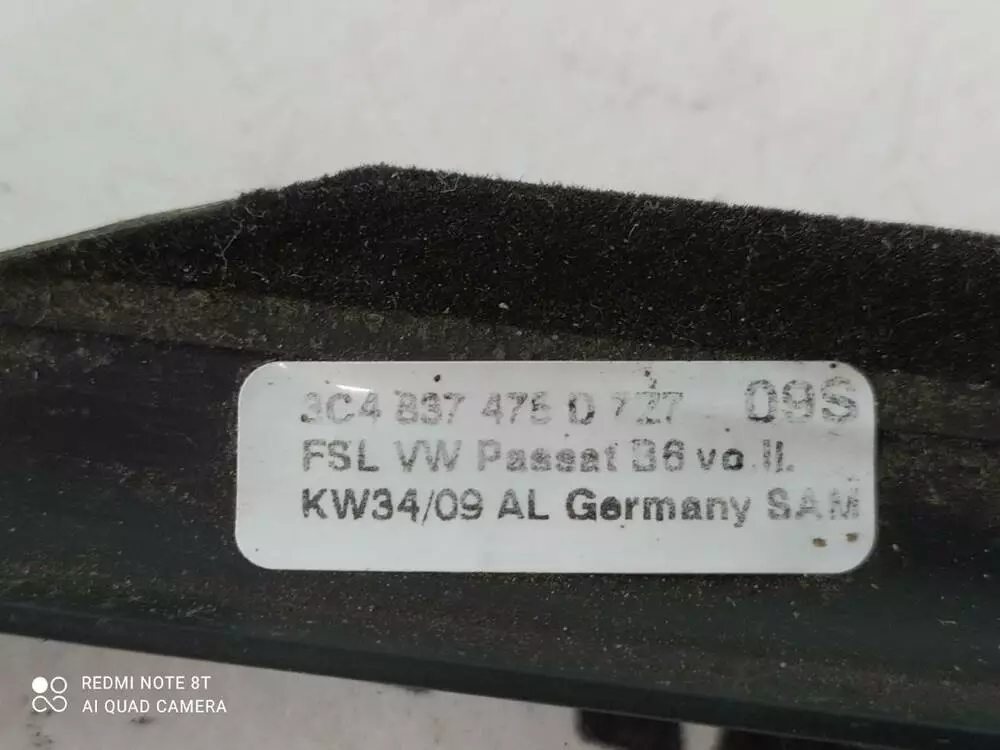 3C4 837 475 D / Z7 09S
FSL VW Passat B6 vo.li.
KW34/09 AL Germany SAM
REDMI NOTE 8T
AI QUAD CAMERA